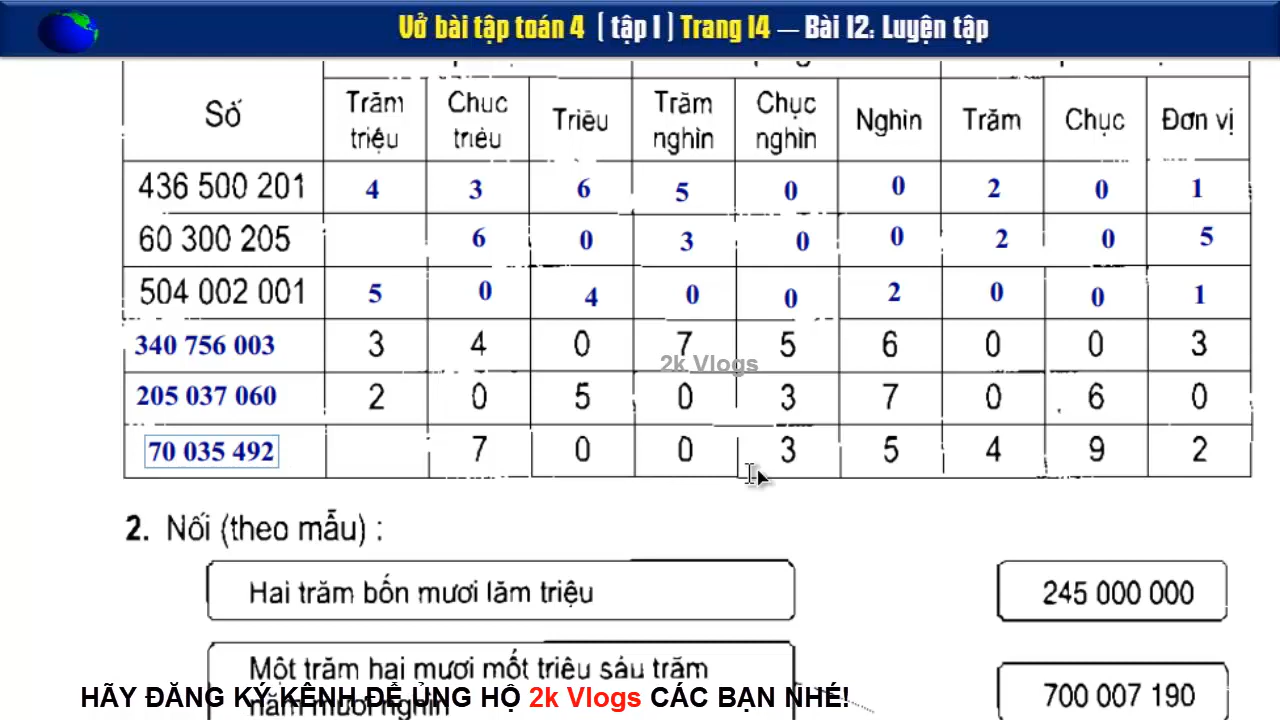 Vở bài tập toán 4 ( tập 1 ) Trang 14 – Bài 12: Luyện tập
Số Trăm triệu Chục triệu Triệu Trăm nghìn Chục nghìn Nghìn Trăm Chục Đơn vị
436 500 201 4 3 6 5 0 0 2 0 1
60 300 205 6 0 3 0 0 2 0 5
504 002 001 5 0 4 0 0 2 0 0 1
340 756 003 3 4 0 7 5 6 0 0 3
2k Vlogs
205 037 060 2 0 5 0 3 7 0 6 0
70 035 492 7 0 0 3 5 4 9 2
2. Nối (theo mẫu) :
Hai trăm bốn mươi lăm triệu 245 000 000
Một trăm hai mươi mốt triệu sáu trăm
năm mươi nghìn 700 007 190
HÃY ĐĂNG KÝ KÊNH ĐỂ ỦNG HỘ 2k Vlogs CÁC BẠN NHÉ!